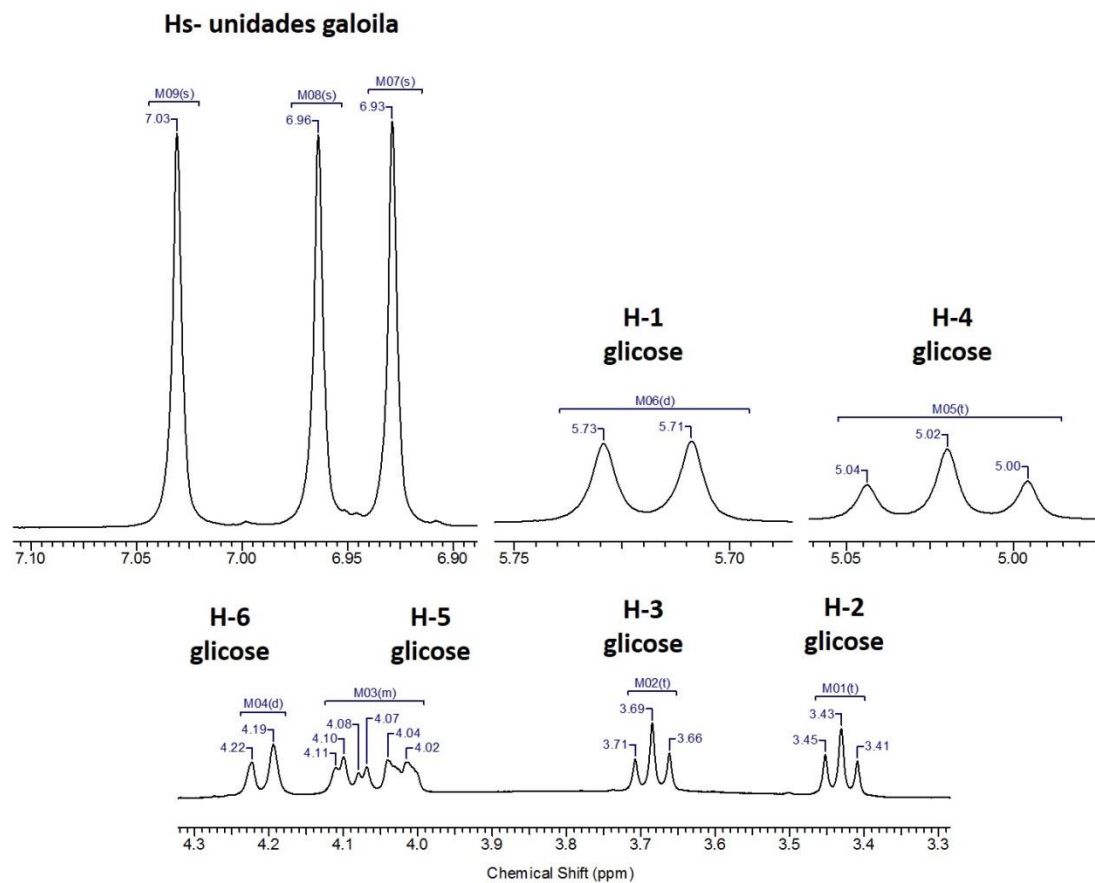 Hs- unidades galoila
M09(s)
M08(s)
M07(s)
7.03
6.96
6.93
7.10 7.05 7.00 6.95 6.90
H-1
glicose
M06(d)
5.73
5.71
5.75 5.70
H-4
glicose
M05(t)
5.04
5.02
5.00
5.05 5.00
H-6
glicose
M04(d)
4.22
4.19
H-5
glicose
M03(m)
4.11
4.10
4.08
4.07
4.04
4.02
H-3
glicose
M02(t)
3.71
3.69
3.66
H-2
glicose
M01(t)
3.45
3.43
3.41
4.3 4.2 4.1 4.0 3.9 3.8 3.7 3.6 3.5 3.4 3.3
Chemical Shift (ppm)